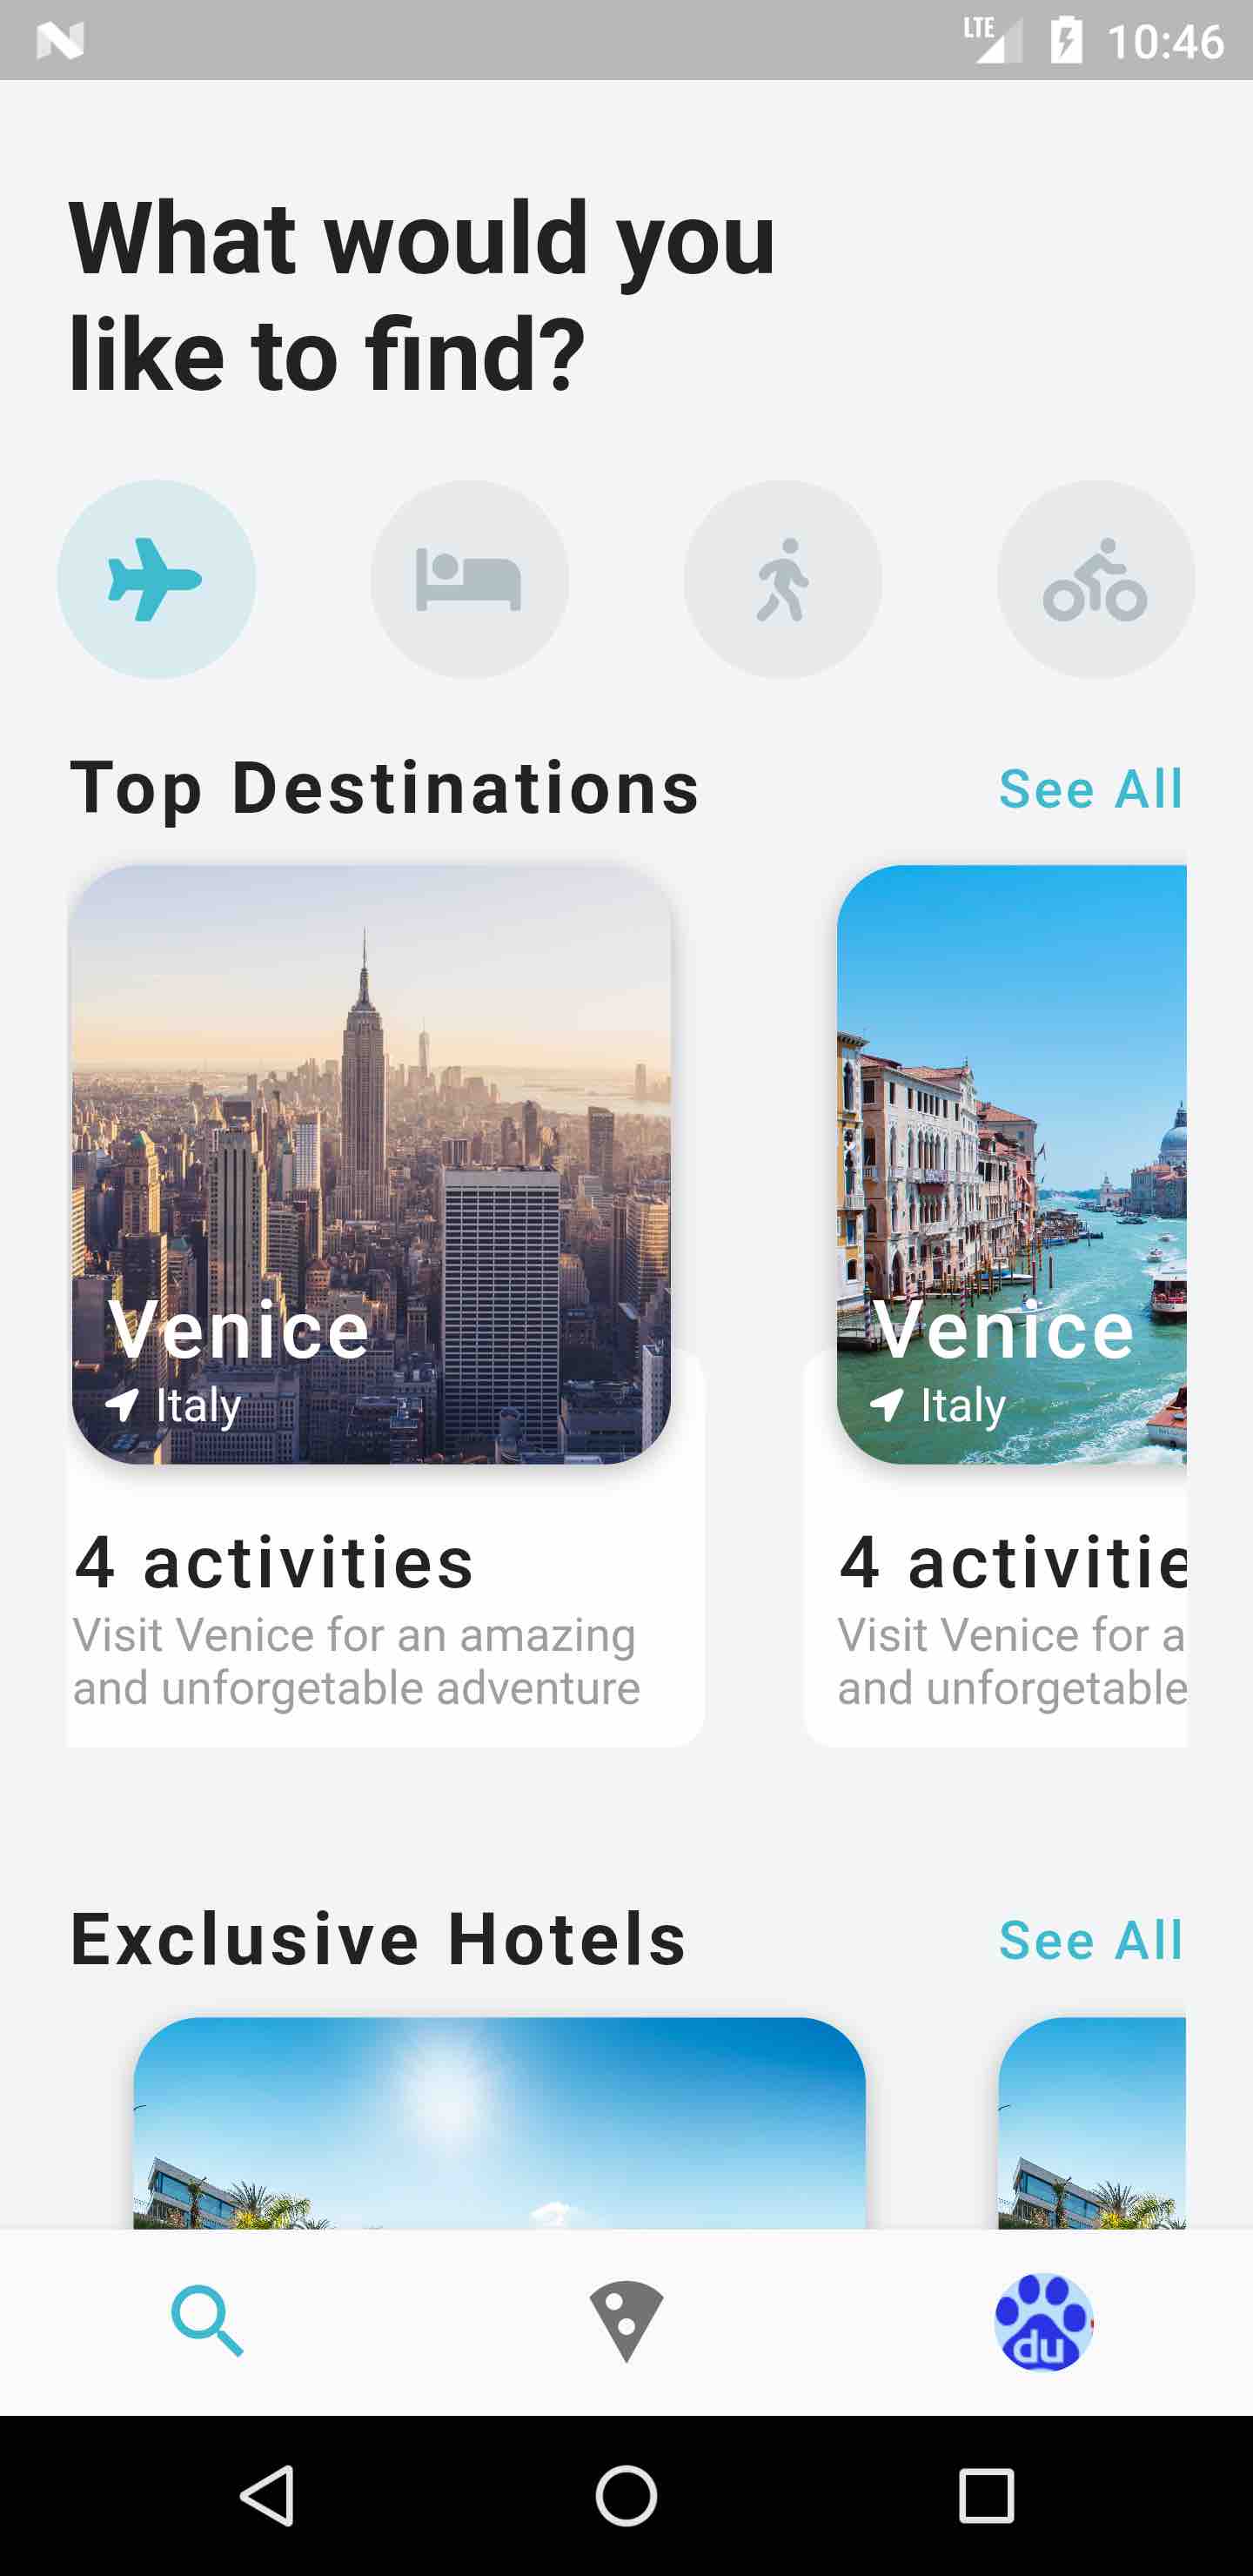 LTE 10:46
What would you
like to find?
Top Destinations
See All
Venice
Italy
4 activities
Visit Venice for an amazing
and unforgetable adventure
Venice
Italy
4 activitie
Visit Venice for a
and unforgetable
Exclusive Hotels
See All
du